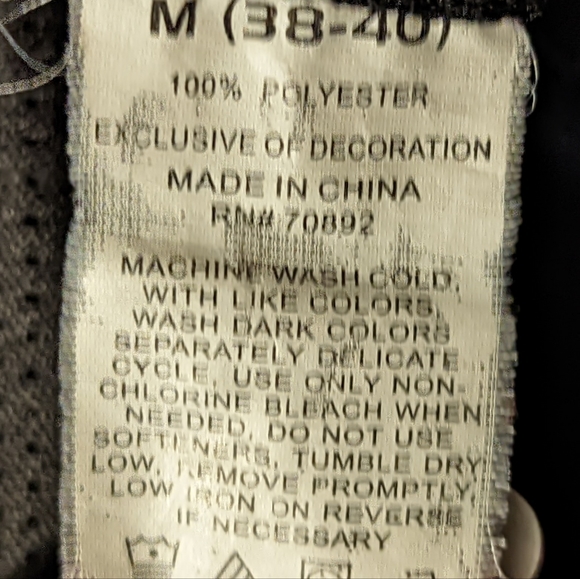 M (38-40)
100% POLYESTER
EXCLUSIVE OF DECORATION
MADE IN CHINA
RN# 70892
MACHINE WASH COLD,
WITH LIKE COLORS,
WASH DARK COLORS
SEPARATELY DELICATE
CYCLE, USE ONLY NON-
CHLORINE BLEACH WHEN
NEEDED, DO NOT USE
SOFTENERS, TUMBLE DRY
LOW, REMOVE PROMPTLY,
LOW IRON ON REVERSE
IF NECESSARY